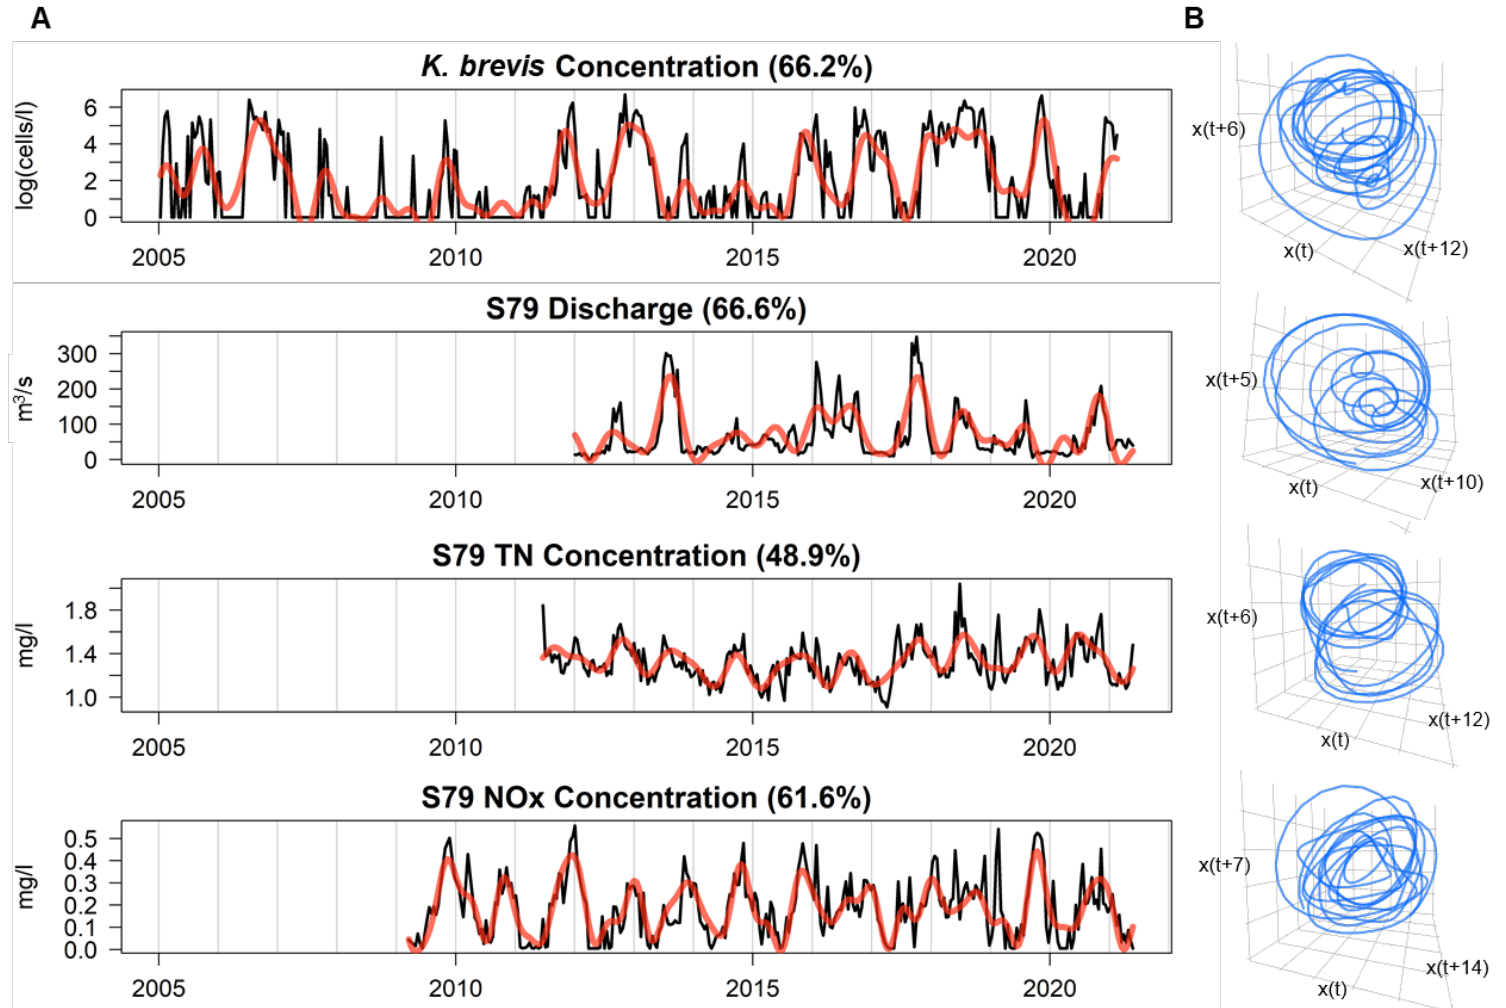 A
B
K. brevis Concentration (66.2%)
log(cells/l)
6
4
2
0
2005 2010 2015 2020
x(t+6)
x(t)
x(t+12)
S79 Discharge (66.6%)
m³/s
300
200
100
0
2005 2010 2015 2020
x(t+5)
x(t)
x(t+10)
S79 TN Concentration (48.9%)
mg/l
1.8
1.4
1.0
2005 2010 2015 2020
x(t+6)
x(t)
x(t+12)
S79 NOx Concentration (61.6%)
mg/l
0.5
0.4
0.3
0.2
0.1
0.0
2005 2010 2015 2020
x(t+7)
x(t)
x(t+14)